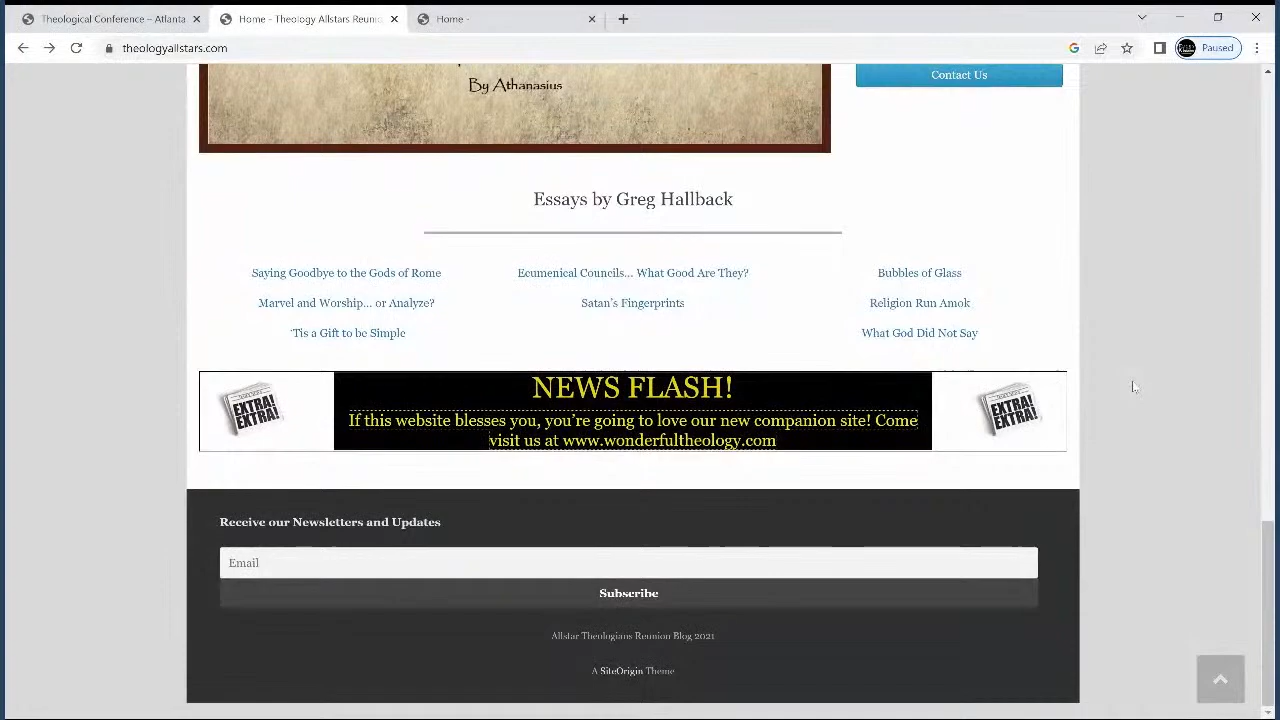 Theological Conference – Atlanta
Home - Theology Allstars Reunio
Home -
theologyallstars.com
Paused
By Athanasius
Contact Us
Essays by Greg Hallback
Saying Goodbye to the Gods of Rome
Ecumenical Councils... What Good Are They?
Bubbles of Glass
Marvel and Worship... or Analyze?
Satan's Fingerprints
Religion Run Amok
'Tis a Gift to be Simple
What God Did Not Say
EXTRA!
EXTRA!
NEWS FLASH!
If this website blesses you, you're going to love our new companion site! Come
visit us at www.wonderfultheology.com
EXTRA!
EXTRA!
Receive our Newsletters and Updates
Email
Subscribe
Allstar Theologians Reunion Blog 2021
A SiteOrigin Theme